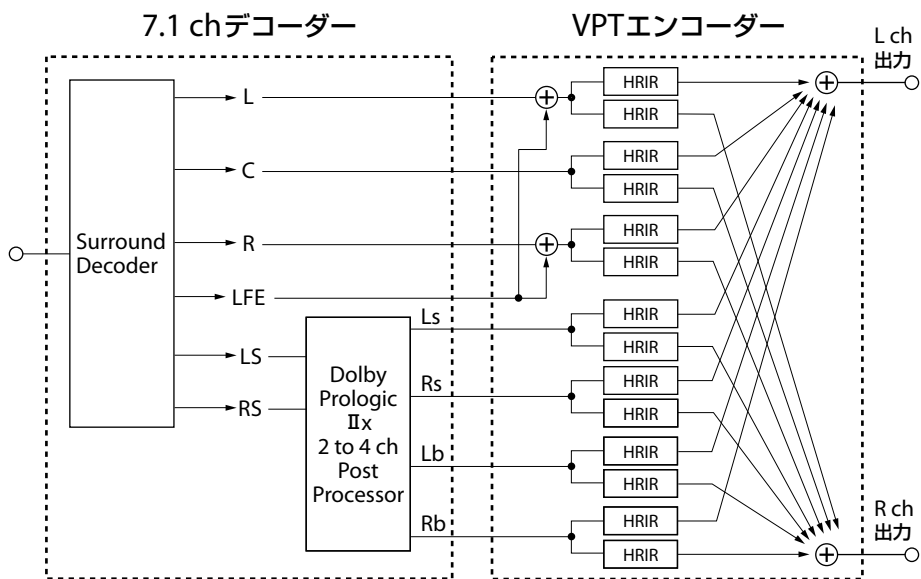 7.1 chデコーダー
VPTエンコーダー
L ch
出力
Surround
Decoder
L
C
R
LFE
LS
RS
Dolby
Prologic
Ⅱx
2 to 4 ch
Post
Processor
Ls
Rs
Lb
Rb
HRIR
HRIR
HRIR
HRIR
HRIR
HRIR
HRIR
HRIR
HRIR
HRIR
HRIR
HRIR
HRIR
HRIR
R ch
出力